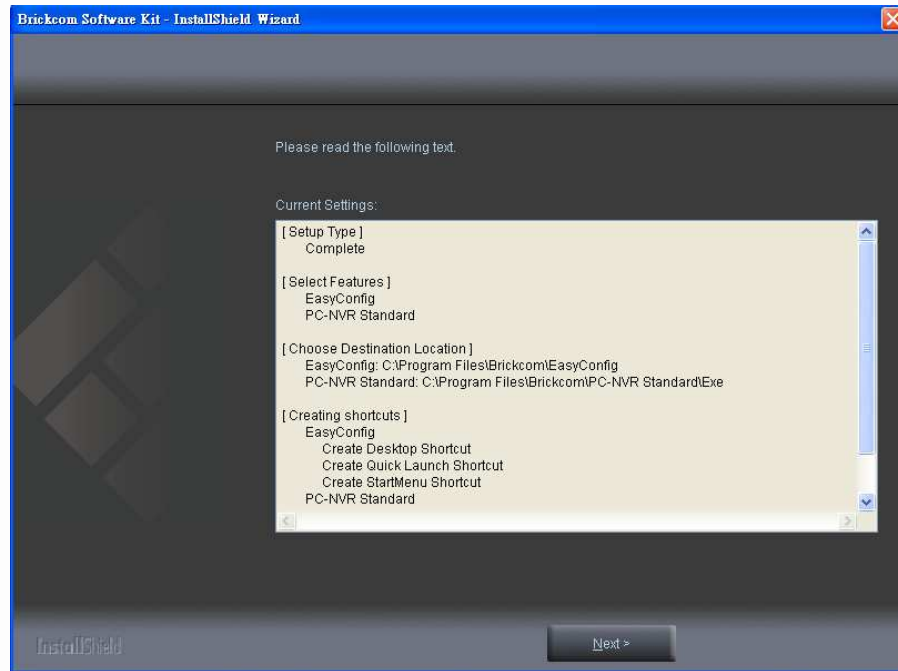 Brickcom Software Kit - InstallShield Wizard
Please read the following text.
Current Settings:
[ Setup Type ]
Complete
[ Select Features ]
EasyConfig
PC-NVR Standard
[ Choose Destination Location ]
EasyConfig: C:\Program Files\Brickcom\EasyConfig
PC-NVR Standard: C:\Program Files\Brickcom\PC-NVR Standard\Exe
[ Creating shortcuts ]
EasyConfig
Create Desktop Shortcut
Create Quick Launch Shortcut
Create StartMenu Shortcut
PC-NVR Standard
InstallShield
Next >